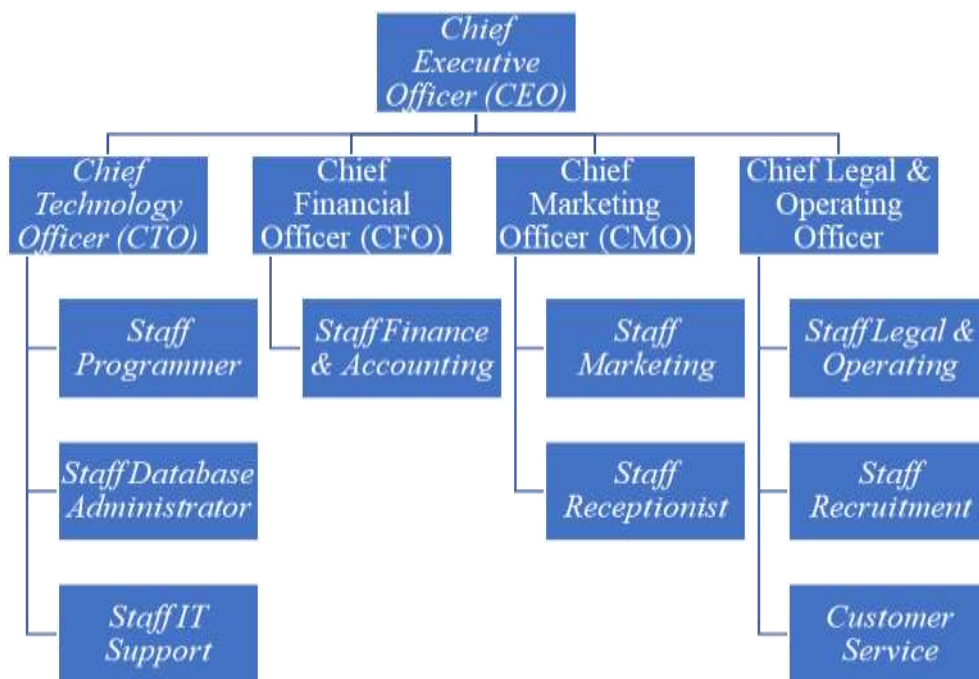 Chief
Executive
Officer (CEO)
Chief
Technology
Officer (CTO)
Chief
Financial
Officer (CFO)
Chief
Marketing
Officer (CMO)
Chief Legal &
Operating
Officer
Staff
Programmer
Staff Finance
& Accounting
Staff
Marketing
Staff Legal &
Operating
Staff Database
Administrator
Staff
Receptionist
Staff
Recruitment
Staff IT
Support
Customer
Service